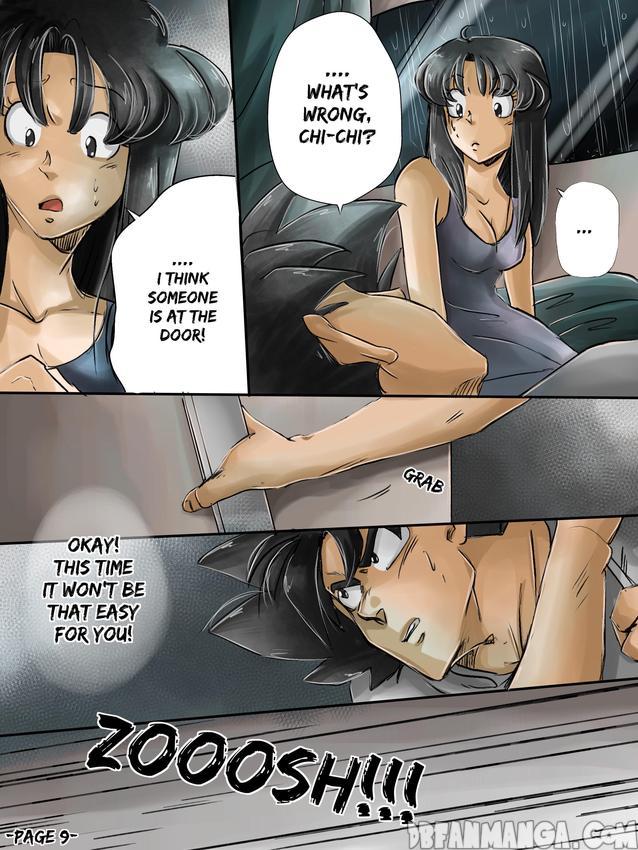 ....
WHAT'S
WRONG,
CHI-CHI?
...
....
I THINK
SOMEONE
IS AT THE
DOOR!
GRAB
OKAY!
THIS TIME
IT WON'T BE
THAT EASY
FOR YOU!
ZOOOSH!!!
-PAGE 9-
DBFANMANGA.COM